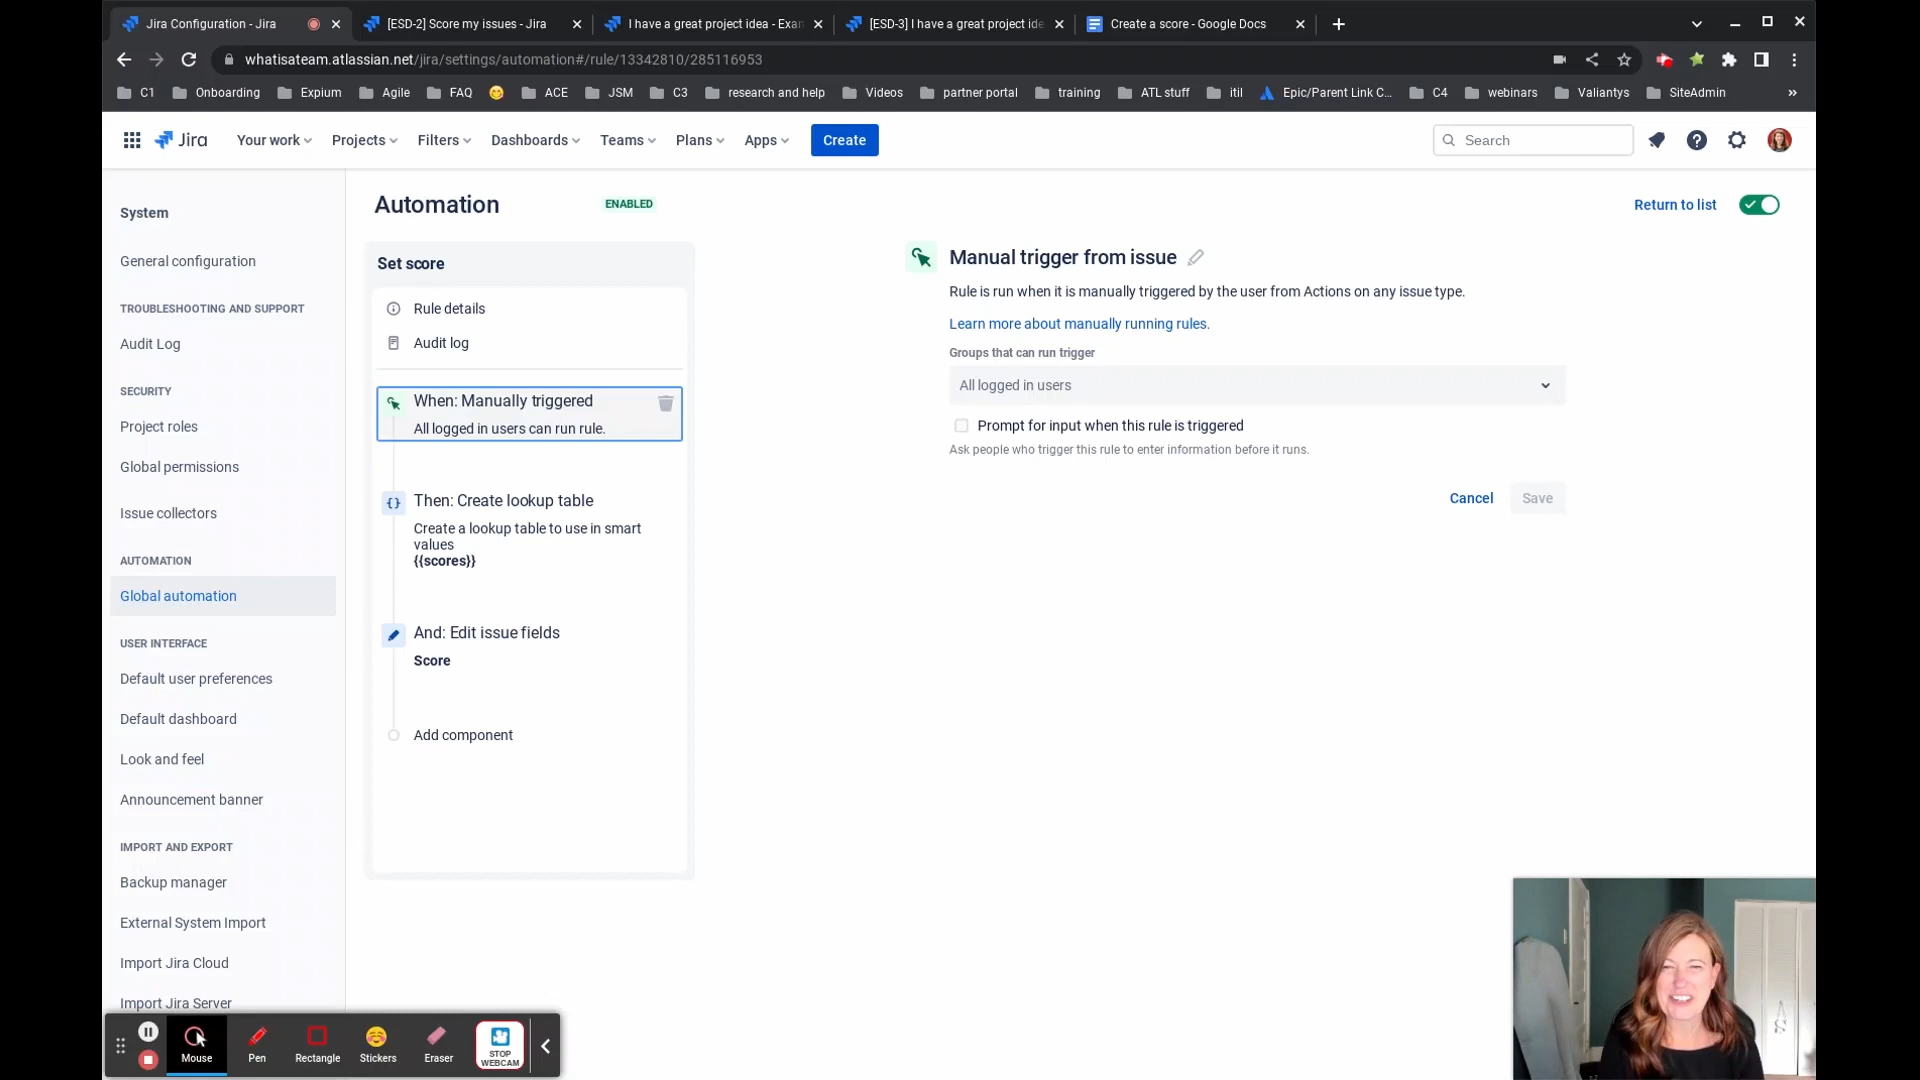 Jira Configuration - Jira
[ESD-2] Score my issues - Jira
I have a great project idea - Exar
[ESD-3] I have a great project ide
Create a score - Google Docs
whatisateam.atlassian.net/jira/settings/automation#/rule/13342810/285116953
C1
Onboarding
Expium
Agile
FAQ
ACE
JSM
C3
research and help
Videos
partner portal
training
ATL stuff
itil
Epic/Parent Link C...
C4
webinars
Valiantys
SiteAdmin
»
Jira
Your work
Projects
Filters
Dashboards
Teams
Plans
Apps
Create
Search
System
General configuration
TROUBLESHOOTING AND SUPPORT
Audit Log
SECURITY
Project roles
Global permissions
Issue collectors
AUTOMATION
Global automation
USER INTERFACE
Default user preferences
Default dashboard
Look and feel
Announcement banner
IMPORT AND EXPORT
Backup manager
External System Import
Import Jira Cloud
Import Jira Server
Automation
ENABLED
Return to list
Set score
Rule details
Audit log
When: Manually triggered
All logged in users can run rule.
Then: Create lookup table
Create a lookup table to use in smart
values
{{scores}}
And: Edit issue fields
Score
Add component
Manual trigger from issue
Rule is run when it is manually triggered by the user from Actions on any issue type.
Learn more about manually running rules.
Groups that can run trigger
All logged in users
Prompt for input when this rule is triggered
Ask people who trigger this rule to enter information before it runs.
Cancel
Save
Mouse
Pen
Rectangle
Stickers
Eraser
STOP
WEBCAM